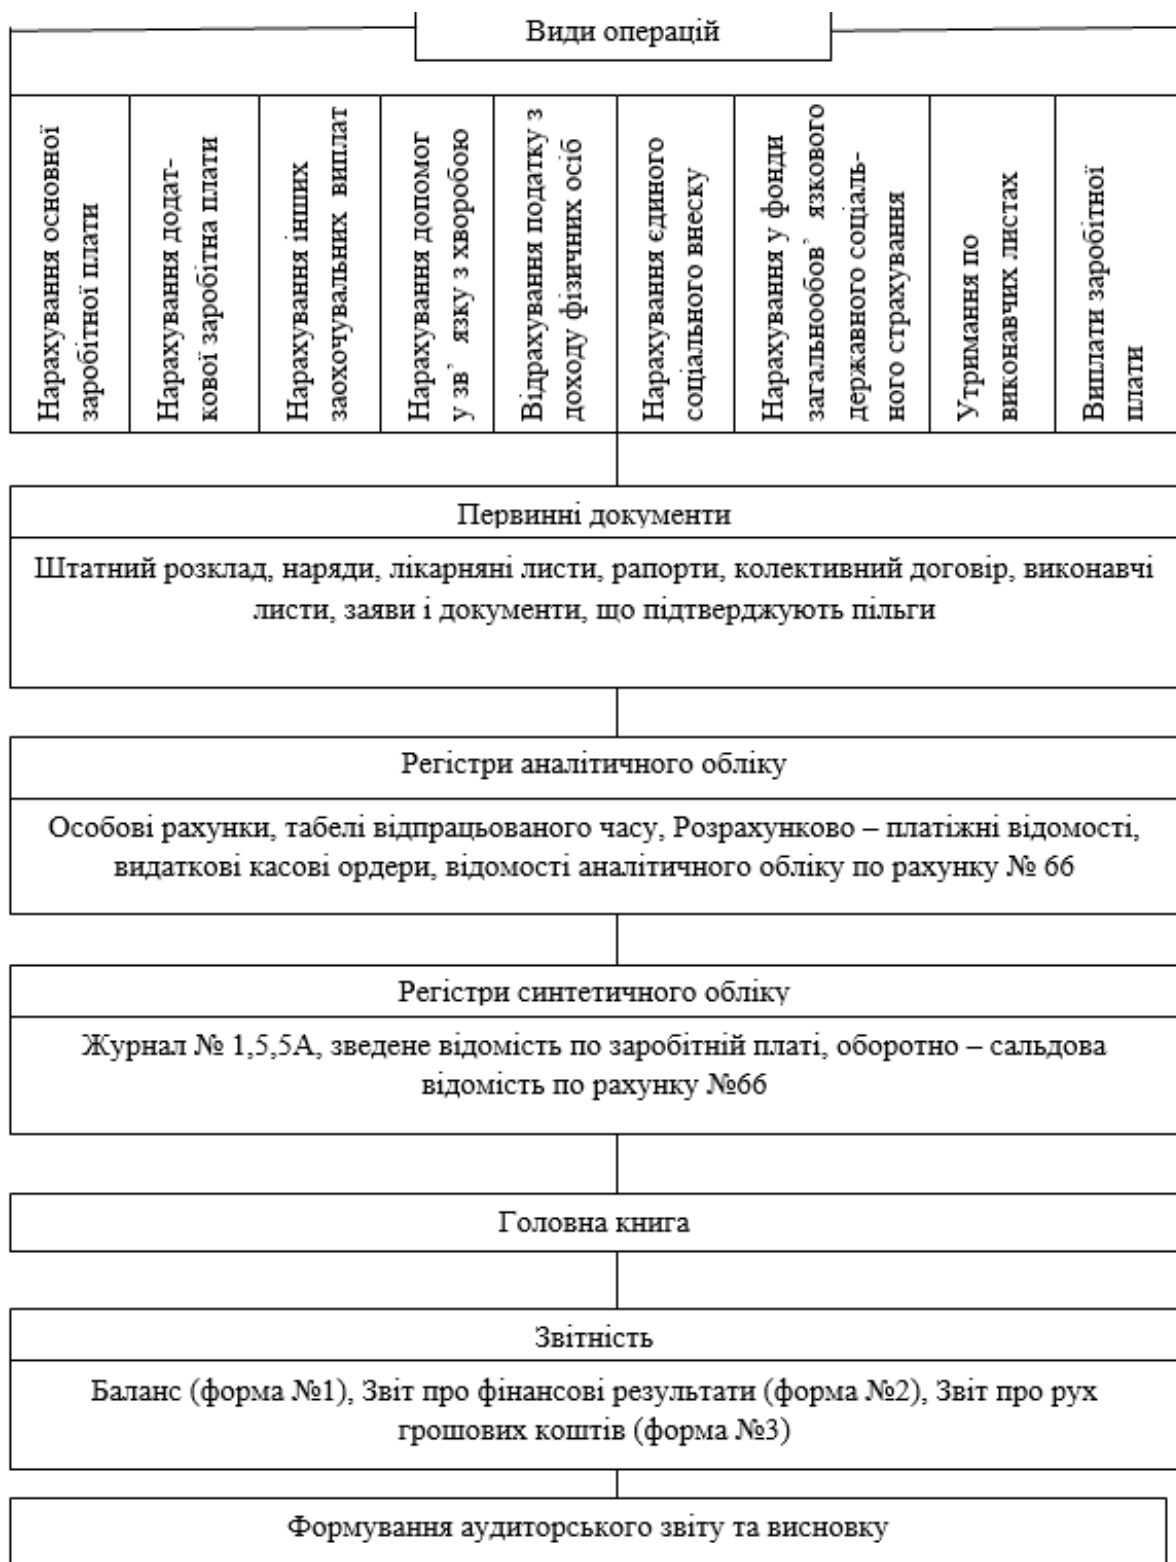 Види операцій
Нарахування основної
заробітної плати
Нарахування додат-
кової заробітна плати
Нарахування інших
заохочувальних виплат
Нарахування допомог
у зв’ язку з хворобою
Відрахування податку з
доходу фізичних осіб
Нарахування єдиного
соціального внеску
Нарахування у фонди
загальнообов’ язкового
державного соціаль-
ного страхування
Утримання по
виконавчих листах
Виплати заробітної
плати
Первинні документи
Штатний розклад, наряди, лікарняні листи, рапорти, колективний договір, виконавчі
листи, заяви і документи, що підтверджують пільги
Регістри аналітичного обліку
Особові рахунки, табелі відпрацьованого часу, Розрахунково – платіжні відомості,
видаткові касові ордери, відомості аналітичного обліку по рахунку № 66
Регістри синтетичного обліку
Журнал № 1,5,5А, зведене відомість по заробітній платі, оборотно – сальдова
відомість по рахунку №66
Головна книга
Звітність
Баланс (форма №1), Звіт про фінансові результати (форма №2), Звіт про рух
грошових коштів (форма №3)
Формування аудиторського звіту та висновку